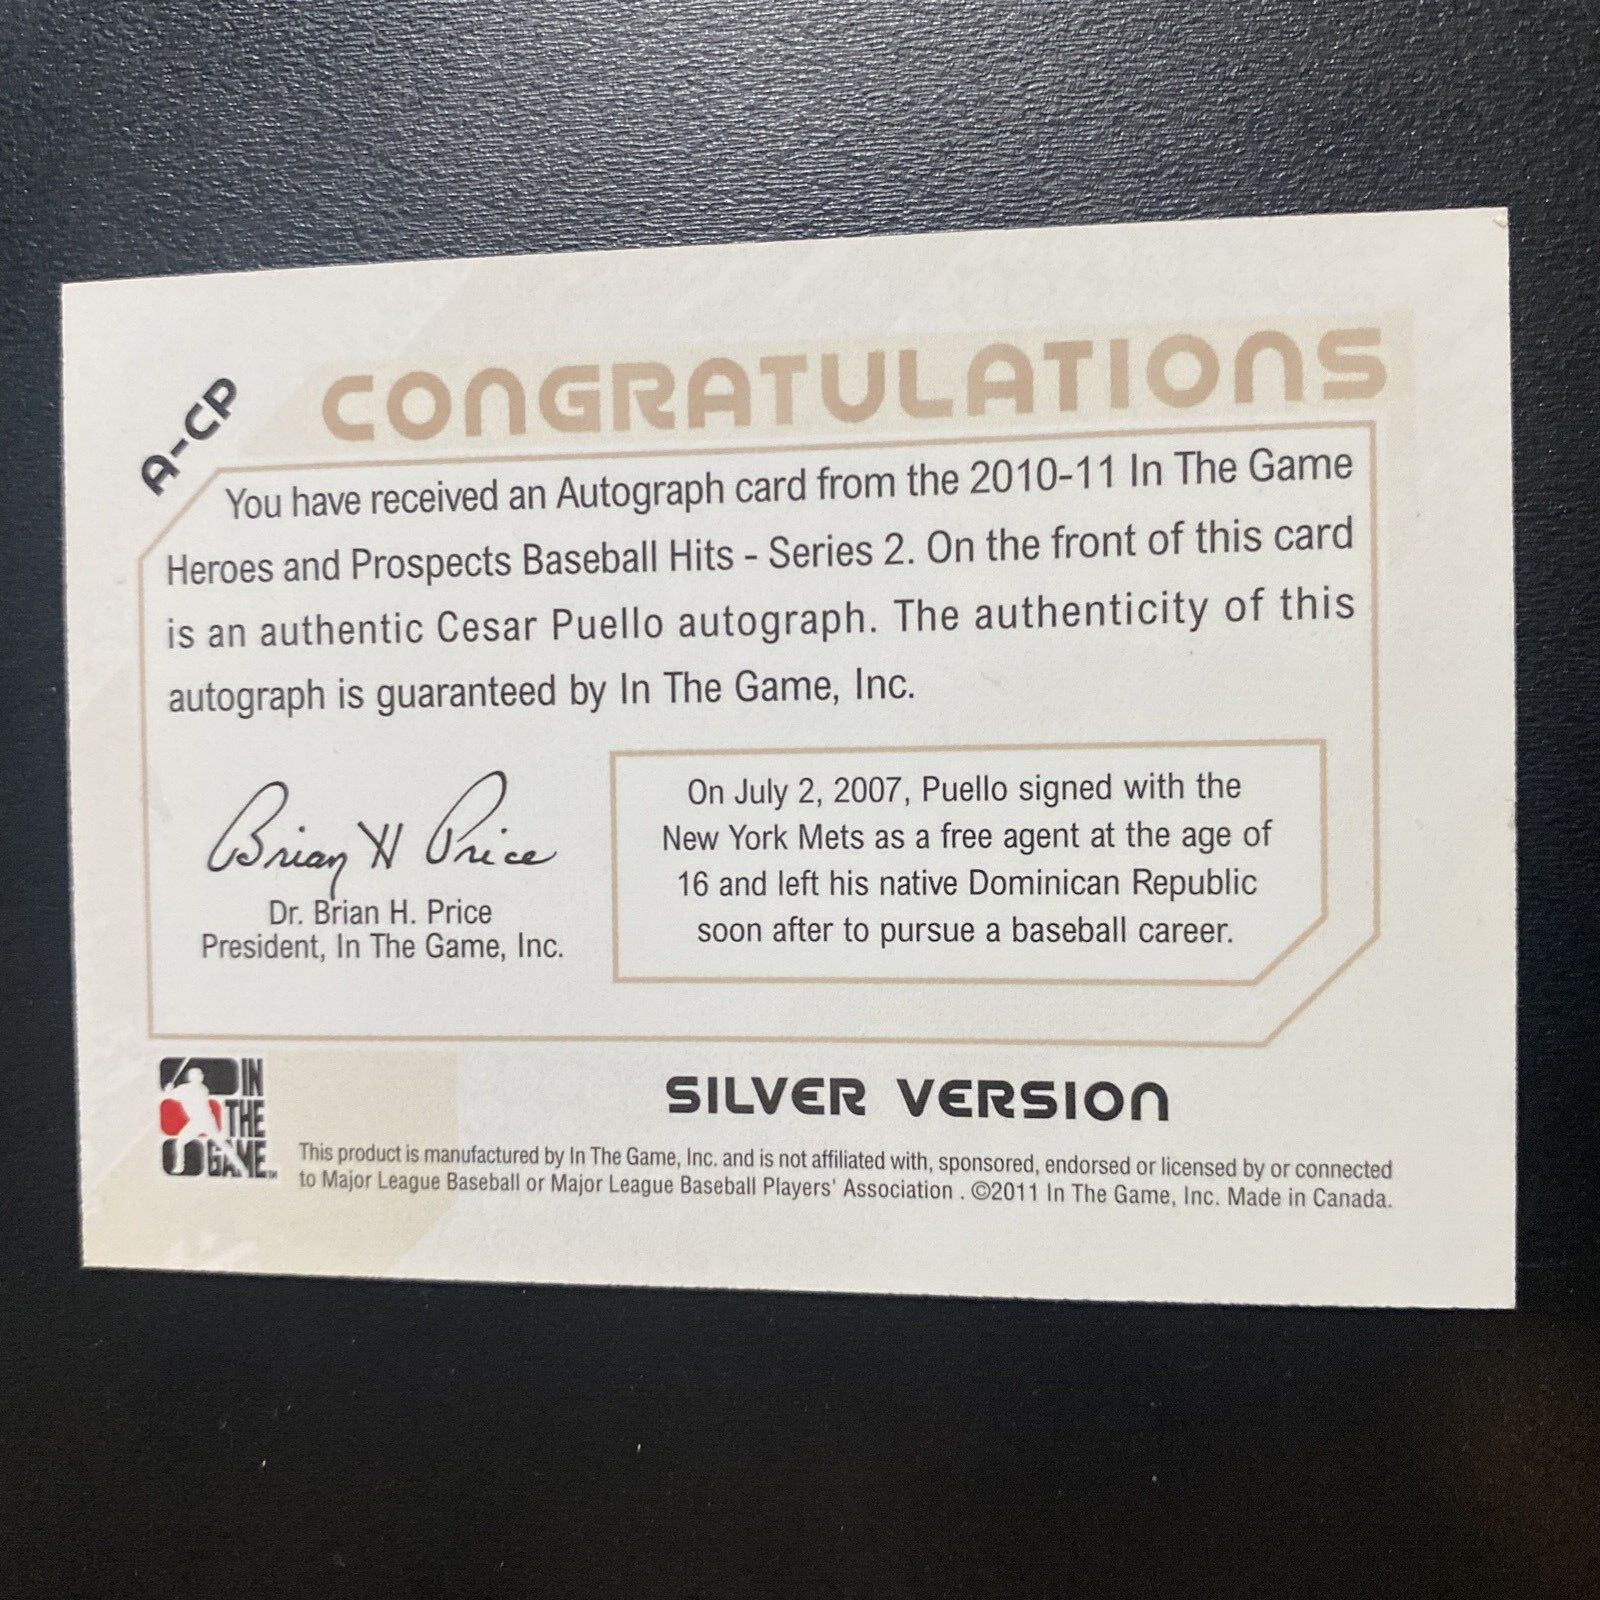 A-CP
CONGRATULATIONS
You have received an Autograph card from the 2010-11 In The Game
Heroes and Prospects Baseball Hits - Series 2. On the front of this card
is an authentic Cesar Puello autograph. The authenticity of this
autograph is guaranteed by In The Game, Inc.
Brian H Price
Dr. Brian H. Price
President, In The Game, Inc.
On July 2, 2007, Puello signed with the
New York Mets as a free agent at the age of
16 and left his native Dominican Republic
soon after to pursue a baseball career.
IN
THE
GAME™
SILVER VERSION
This product is manufactured by In The Game, Inc. and is not affiliated with, sponsored, endorsed or licensed by or connected
to Major League Baseball or Major League Baseball Players' Association . ©2011 In The Game, Inc. Made in Canada.